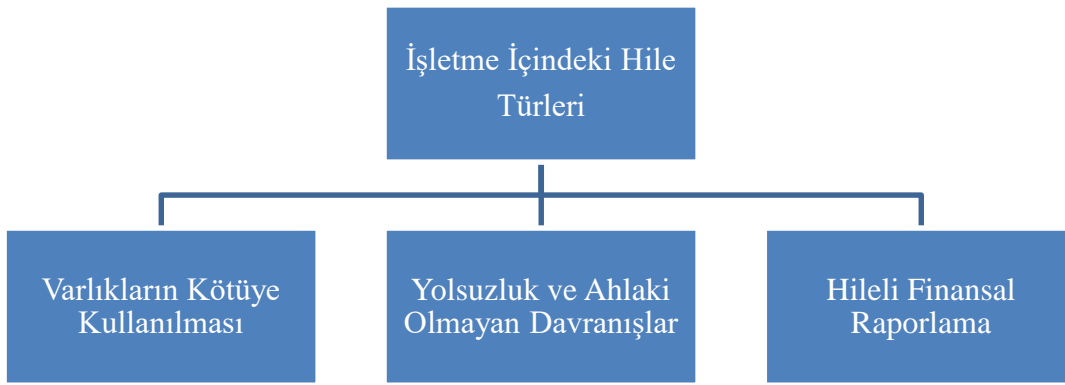 İşletme İçindeki Hile
Türleri
Varlıkların Kötüye
Kullanılması
Yolsuzluk ve Ahlaki
Olmayan Davranışlar
Hileli Finansal
Raporlama